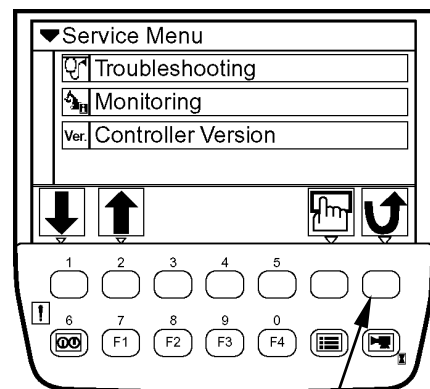 Service Menu
Troubleshooting
Monitoring
Ver. Controller Version
1 2 3 4 5
! 6 7 8 9 0
F1 F2 F3 F4